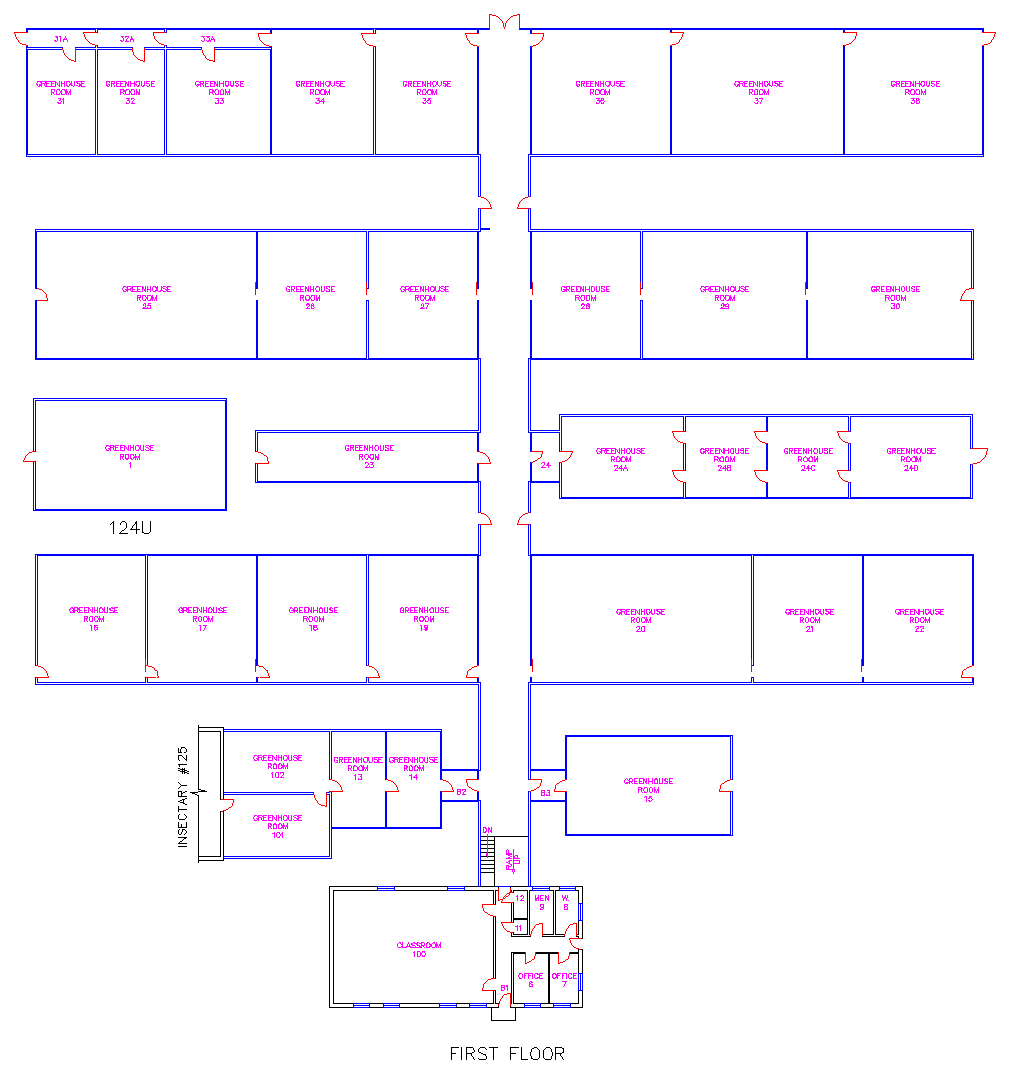 31A
32A
33A
GREENHOUSE
ROOM
31
GREENHOUSE
ROOM
32
GREENHOUSE
ROOM
33
GREENHOUSE
ROOM
34
GREENHOUSE
ROOM
35
GREENHOUSE
ROOM
36
GREENHOUSE
ROOM
37
GREENHOUSE
ROOM
38
GREENHOUSE
ROOM
25
GREENHOUSE
ROOM
26
GREENHOUSE
ROOM
27
GREENHOUSE
ROOM
28
GREENHOUSE
ROOM
29
GREENHOUSE
ROOM
30
GREENHOUSE
ROOM
1
124U
GREENHOUSE
ROOM
23
24
GREENHOUSE
ROOM
24A
GREENHOUSE
ROOM
24B
GREENHOUSE
ROOM
24C
GREENHOUSE
ROOM
24D
GREENHOUSE
ROOM
16
GREENHOUSE
ROOM
17
GREENHOUSE
ROOM
18
GREENHOUSE
ROOM
19
GREENHOUSE
ROOM
20
GREENHOUSE
ROOM
21
GREENHOUSE
ROOM
22
INSECTARY #125
GREENHOUSE
ROOM
102
GREENHOUSE
ROOM
101
GREENHOUSE
ROOM
13
GREENHOUSE
ROOM
14
B2
B3
GREENHOUSE
ROOM
15
DN
RAMP
UP
CLASSROOM
100
12
11
MEN
9
W.
8
OFFICE
6
OFFICE
7
B1
FIRST FLOOR